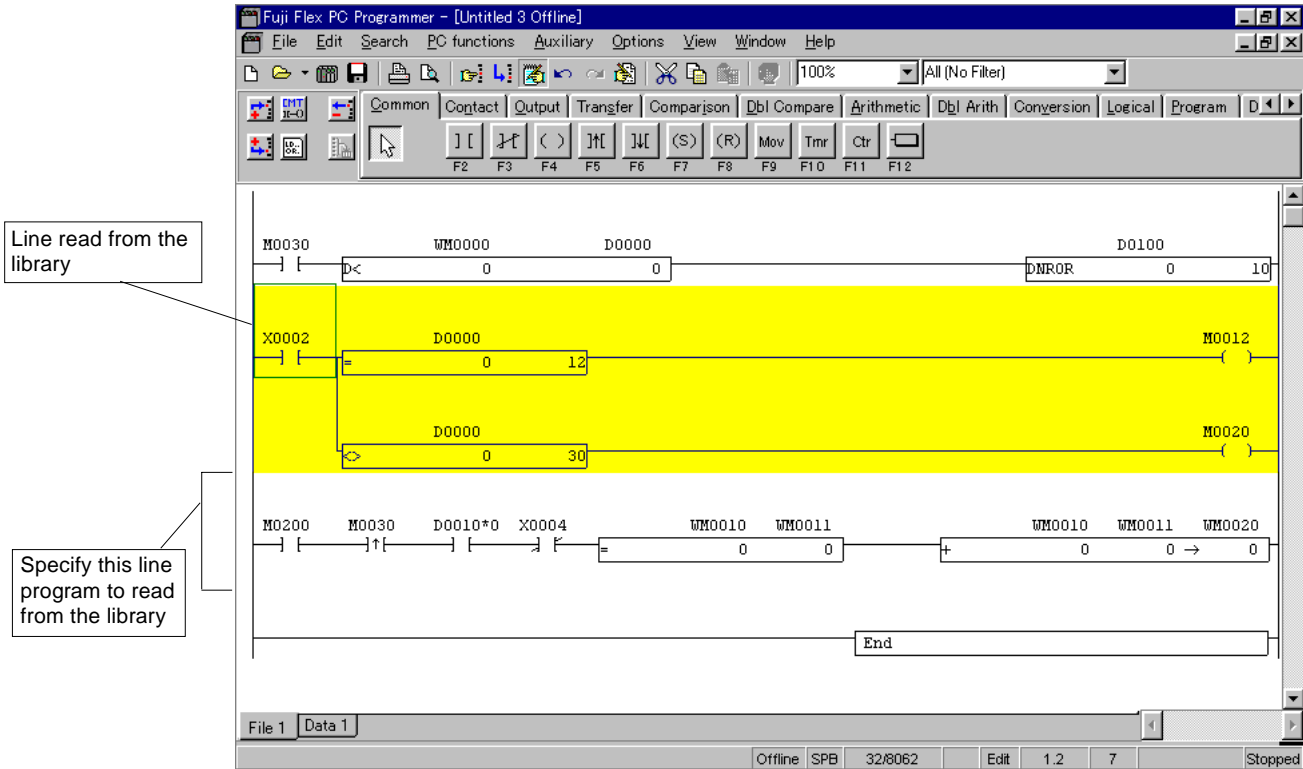 Fuji Flex PC Programmer - [Untitled 3 Offline]
File Edit Search PC functions Auxiliary Options View Window Help
100% All (No Filter)
Common Contact Output Transfer Comparison Dbl Compare Arithmetic Dbl Arith Conversion Logical Program D
CMT
LD..
OR..
(S) (R) Mov Tmr Ctr
F2 F3 F4 F5 F6 F7 F8 F9 F10 F11 F12
Line read from the
library
M0030 WM0000 D0000 D0100
D< 0 0 DNROR 0 10
X0002 D0000 M0012
= 0 12
D0000 M0020
<> 0 30
M0200 M0030 D0010*0 X0004 WM0010 WM0011 WM0010 WM0011 WM0020
= 0 0 + 0 0 → 0
Specify this line
program to read
from the library
End
File 1 Data 1
Offline SPB 32/8062 Edit 1.2 7 Stopped